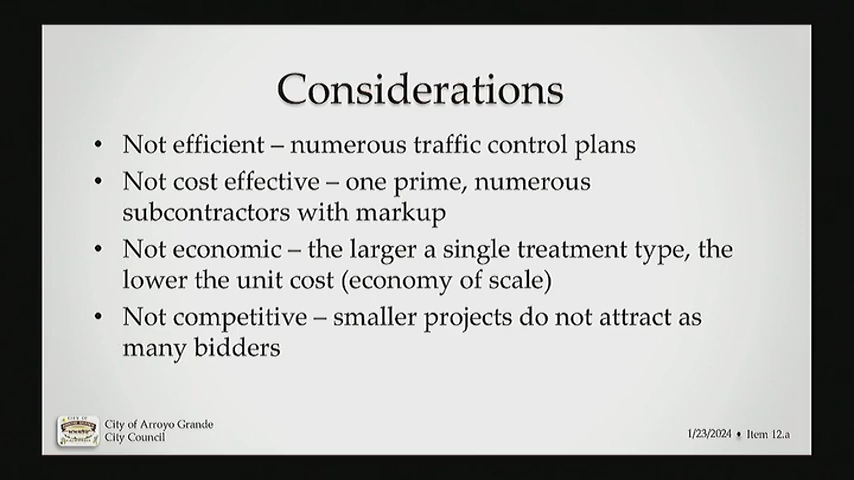 Considerations
• Not efficient – numerous traffic control plans
• Not cost effective – one prime, numerous
subcontractors with markup
• Not economic – the larger a single treatment type, the
lower the unit cost (economy of scale)
• Not competitive – smaller projects do not attract as
many bidders
City of Arroyo Grande
City Council
1/23/2024 • Item 12.a